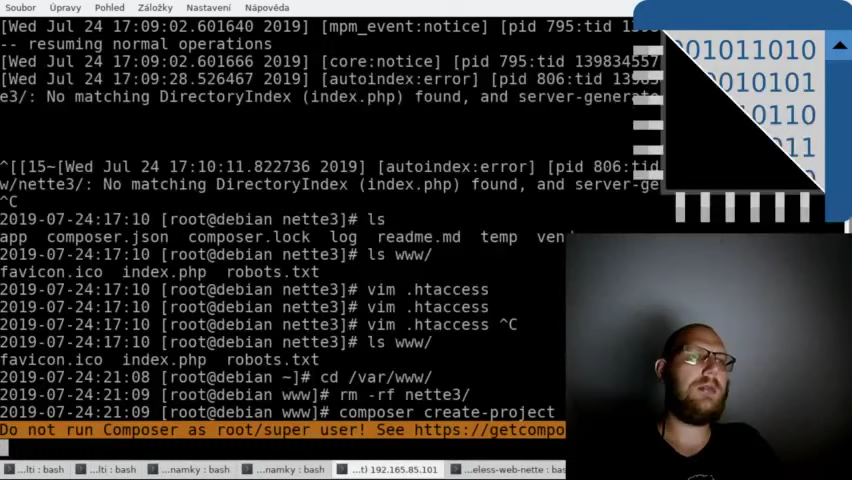 Soubor Úpravy Pohled Záložky Nastavení Nápověda
[Wed Jul 24 17:09:02.601640 2019] [mpm_event:notice] [pid 795:tid
-- resuming normal operations
[Wed Jul 24 17:09:02.601666 2019] [core:notice] [pid 795:tid 139834557
[Wed Jul 24 17:09:28.526467 2019] [autoindex:error] [pid 806:tid
e3/: No matching DirectoryIndex (index.php) found, and server-generate
^[[15~[Wed Jul 24 17:10:11.822736 2019] [autoindex:error] [pid 806:tid
w/nette3/: No matching DirectoryIndex (index.php) found, and server-ge
^C
2019-07-24:17:10 [root@debian nette3]# ls
app composer.json composer.lock log readme.md temp ven
2019-07-24:17:10 [root@debian nette3]# ls www/
favicon.ico index.php robots.txt
2019-07-24:17:10 [root@debian nette3]# vim .htaccess
2019-07-24:17:10 [root@debian nette3]# vim .htaccess
2019-07-24:17:10 [root@debian nette3]# vim .htaccess ^C
2019-07-24:17:10 [root@debian nette3]# ls www/
favicon.ico index.php robots.txt
2019-07-24:21:08 [root@debian ~]# cd /var/www/
2019-07-24:21:09 [root@debian www]# rm -rf nette3/
2019-07-24:21:09 [root@debian www]# composer create-project
Do not run Composer as root/super user! See https://getcompo
...lti : bash ...lti : bash ...namky : bash ...namky : bash ...t) 192.165.85.101 ...eless-web-nette : bash
001011010
010101
0110
011